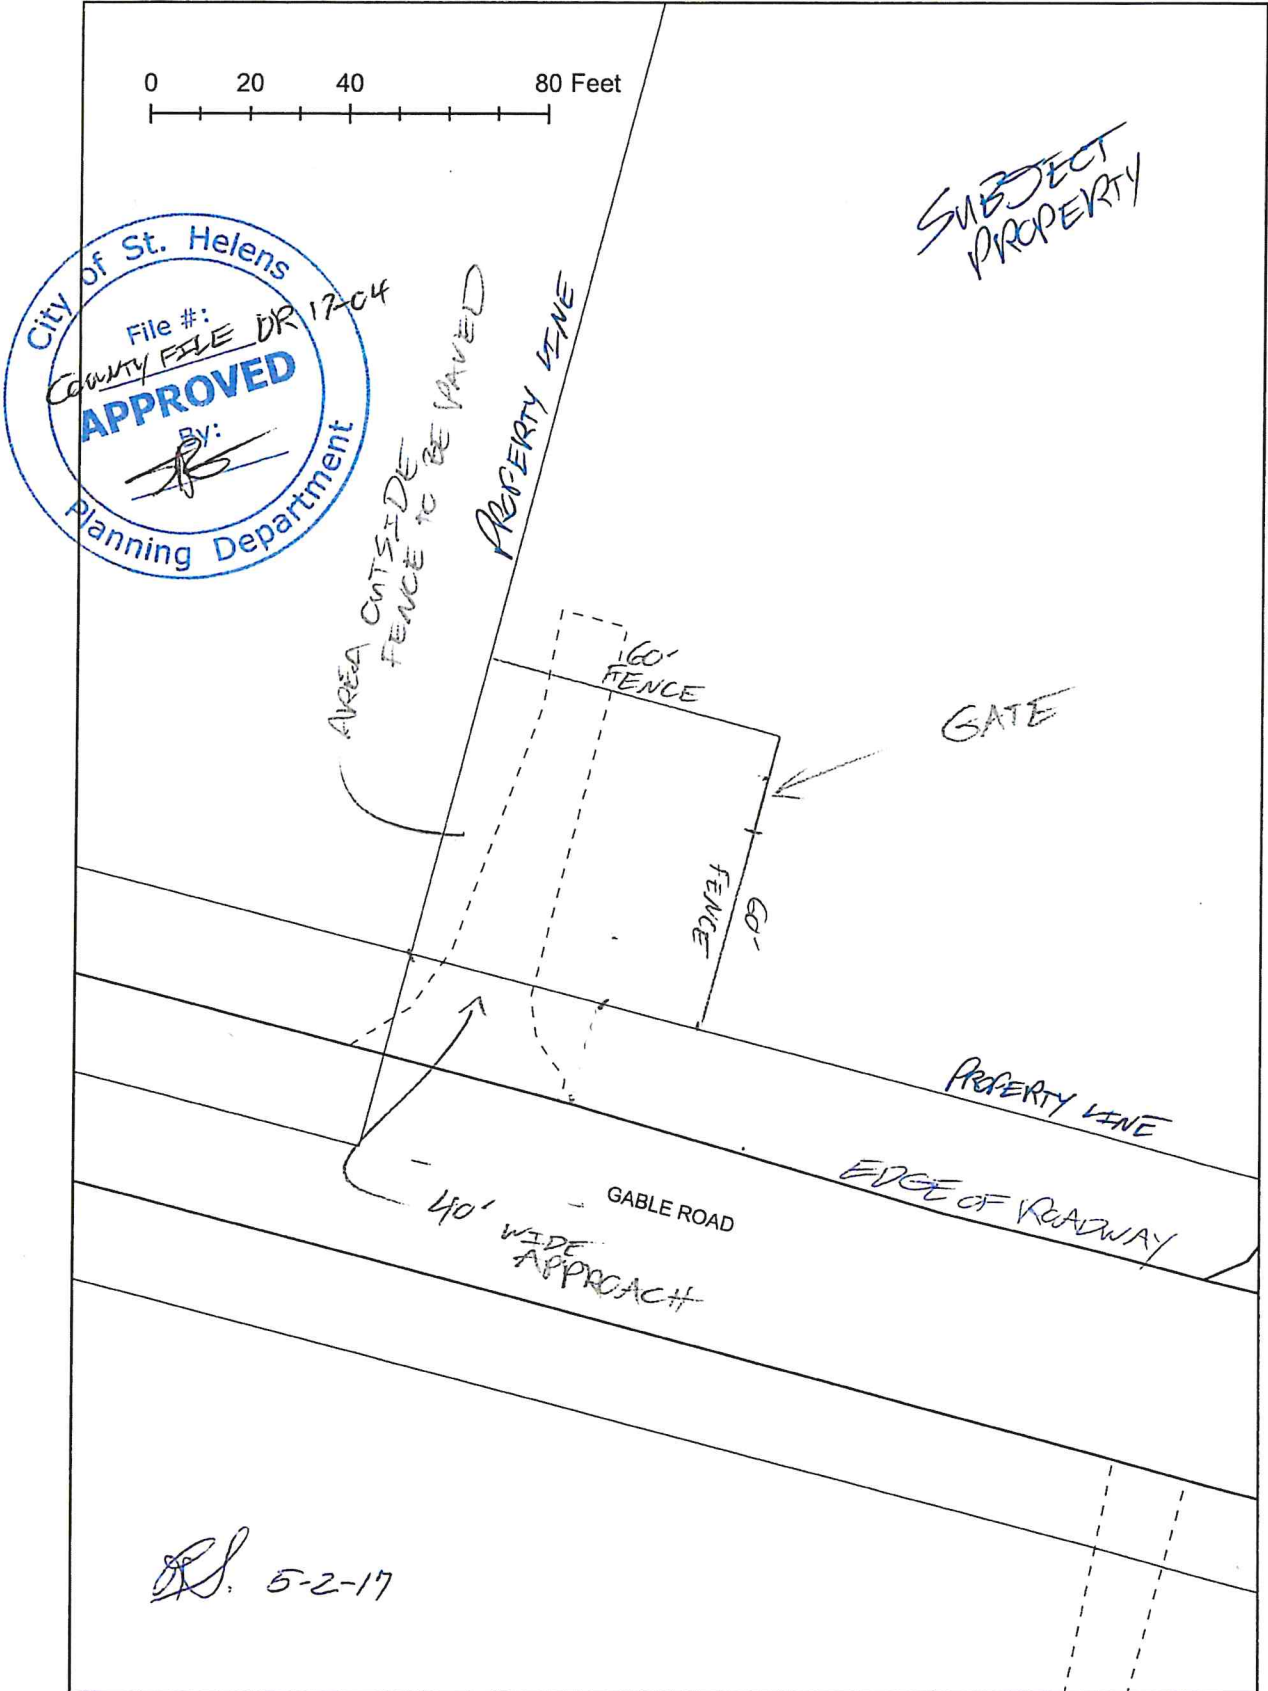 0 20 40 80 Feet
SUBJECT
PROPERTY
City of St. Helens
File #:
COUNTY FILE DR 17-04
APPROVED
By:
Planning Department
AREA OUTSIDE
FENCE TO BE PAVED
PROPERTY LINE
60'
FENCE
GATE
FENCE
60'
PROPERTY LINE
EDGE OF ROADWAY
GABLE ROAD
40' WIDE
APPROACH
5-2-17